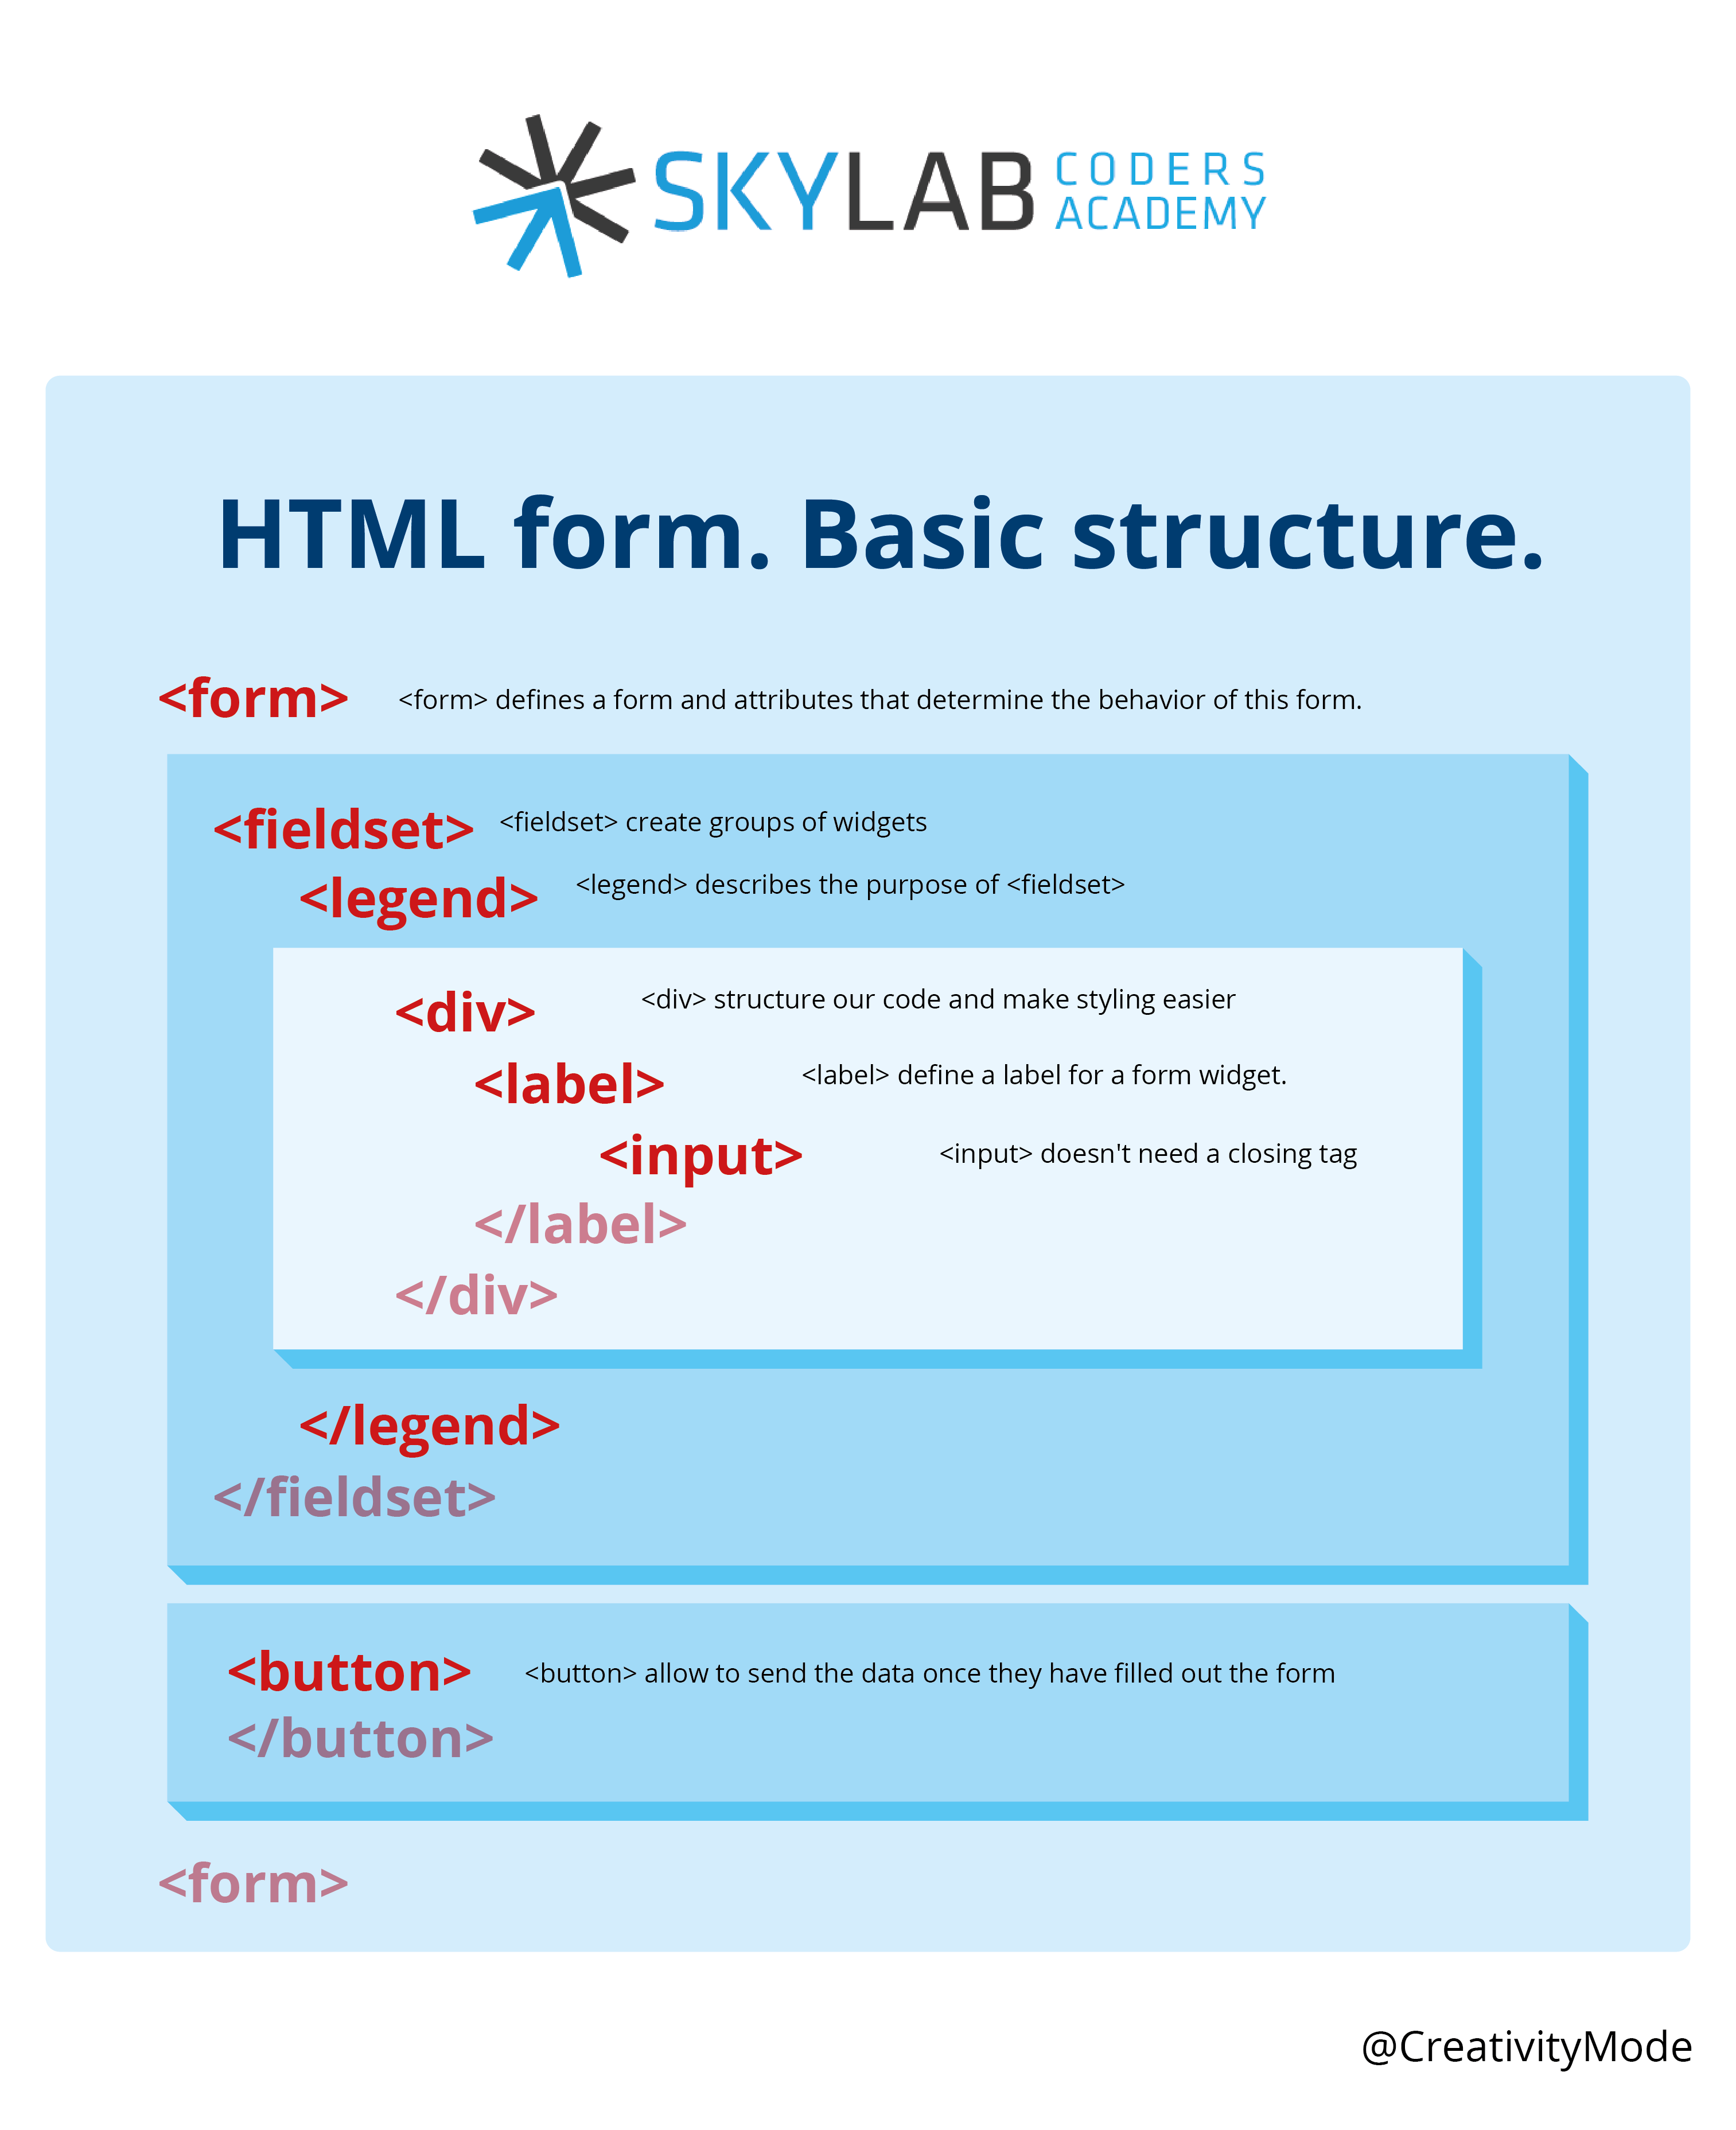 SKYLAB CODERS
ACADEMY
HTML form. Basic structure.
<form> <form> defines a form and attributes that determine the behavior of this form.
<fieldset> <fieldset> create groups of widgets
<legend> <legend> describes the purpose of <fieldset>
<div> <div> structure our code and make styling easier
<label> <label> define a label for a form widget.
<input> <input> doesn't need a closing tag
</label>
</div>
</legend>
</fieldset>
<button> <button> allow to send the data once they have filled out the form
</button>
<form>
@CreativityMode